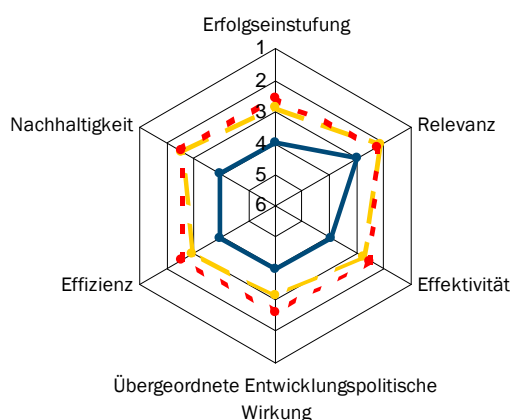 Erfolgseinstufung
1
2
3
4
5
6
Nachhaltigkeit
Relevanz
Effizienz
Effektivität
Übergeordnete Entwicklungspolitische
Wirkung